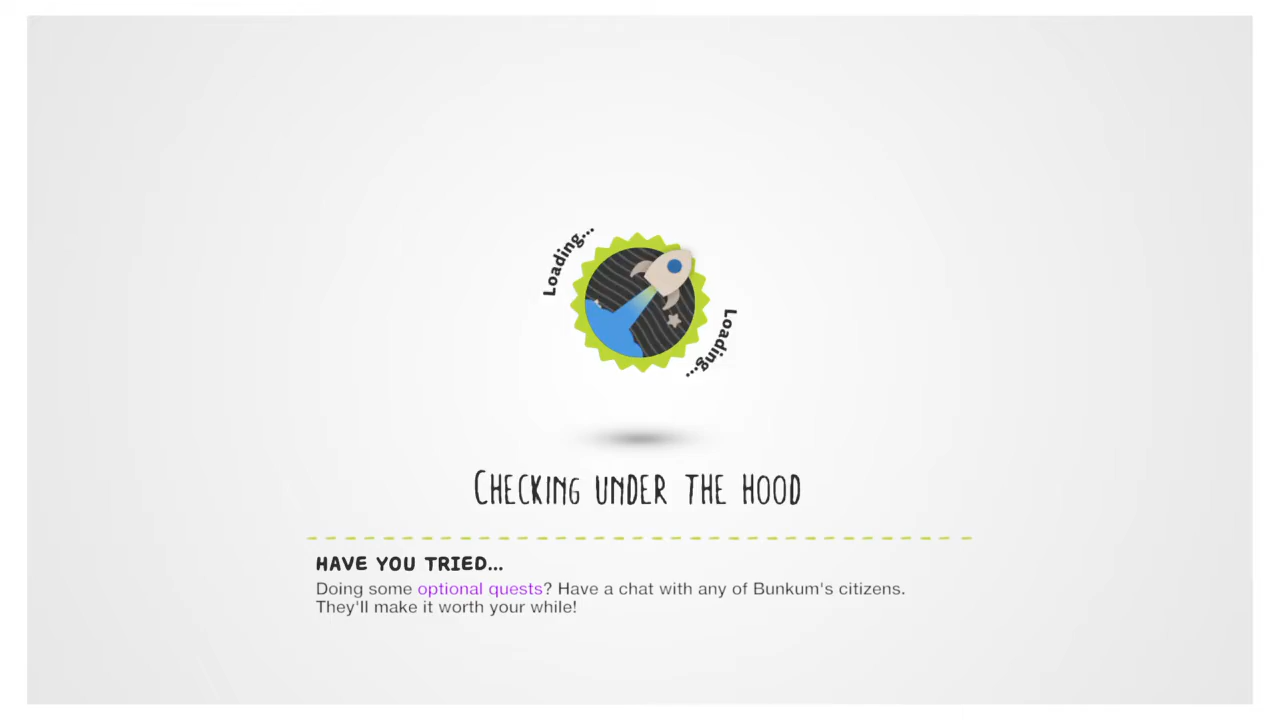 Loading...
Loading...
CHECKING UNDER THE HOOD
HAVE YOU TRIED...
Doing some optional quests? Have a chat with any of Bunkum's citizens.
They'll make it worth your while!